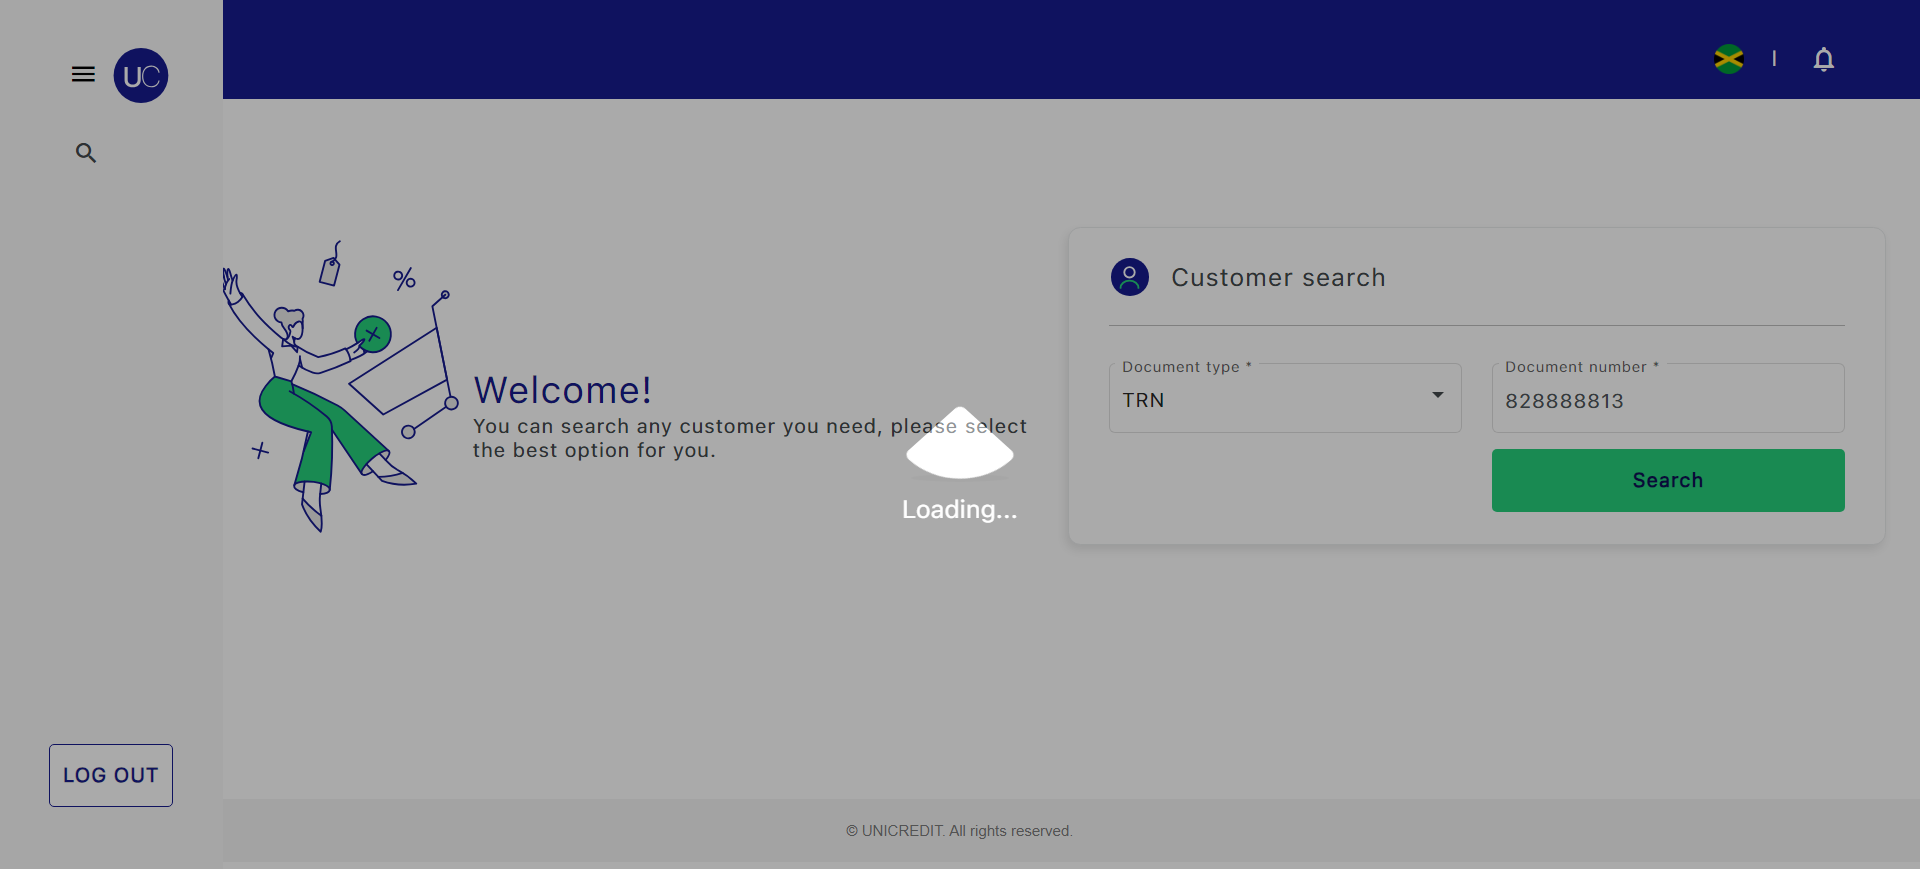 UC
Customer search
Document type *
TRN
Document number *
828888813
Search
Welcome!
You can search any customer you need, please select
the best option for you.
Loading...
LOG OUT
© UNICREDIT. All rights reserved.